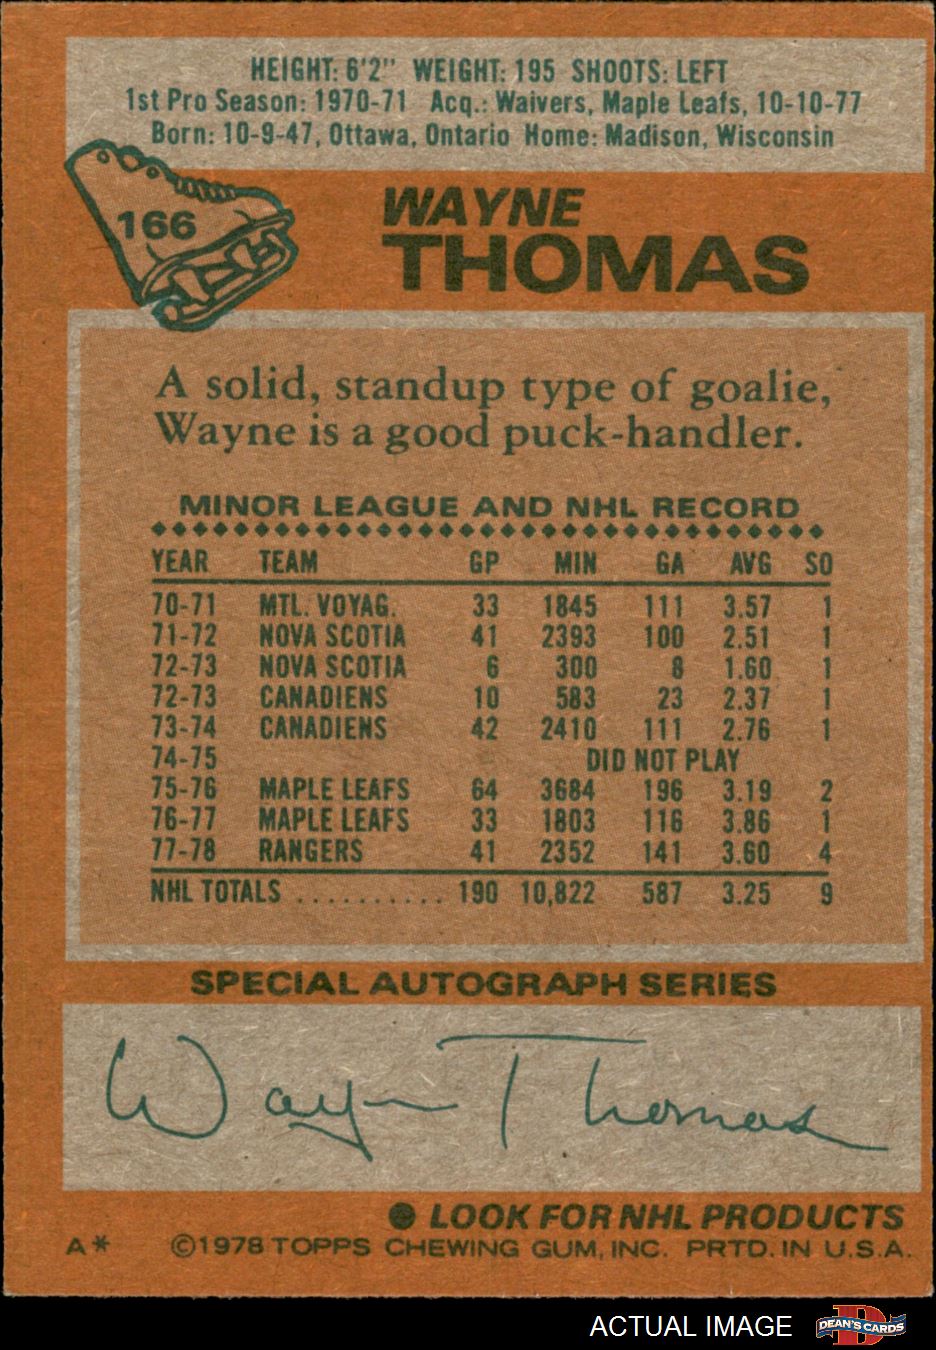 HEIGHT: 6'2" WEIGHT: 195 SHOOTS: LEFT
1st Pro Season: 1970-71 Acq.: Waivers, Maple Leafs, 10-10-77
Born: 10-9-47, Ottawa, Ontario Home: Madison, Wisconsin
166
WAYNE
THOMAS
A solid, standup type of goalie,
Wayne is a good puck-handler.
MINOR LEAGUE AND NHL RECORD
YEAR TEAM GP MIN GA AVG SO
70-71 MTL. VOYAG. 33 1845 111 3.57 1
71-72 NOVA SCOTIA 41 2393 100 2.51 1
72-73 NOVA SCOTIA 6 300 8 1.60 1
72-73 CANADIENS 10 583 23 2.37 1
73-74 CANADIENS 42 2410 111 2.76 1
74-75 DID NOT PLAY
75-76 MAPLE LEAFS 64 3684 196 3.19 2
76-77 MAPLE LEAFS 33 1803 116 3.86 1
77-78 RANGERS 41 2352 141 3.60 4
NHL TOTALS .......... 190 10,822 587 3.25 9
SPECIAL AUTOGRAPH SERIES
Wayne Thomas
● LOOK FOR NHL PRODUCTS
A* ©1978 TOPPS CHEWING GUM, INC. PRTD. IN U.S.A.
ACTUAL IMAGE DEAN'S CARDS